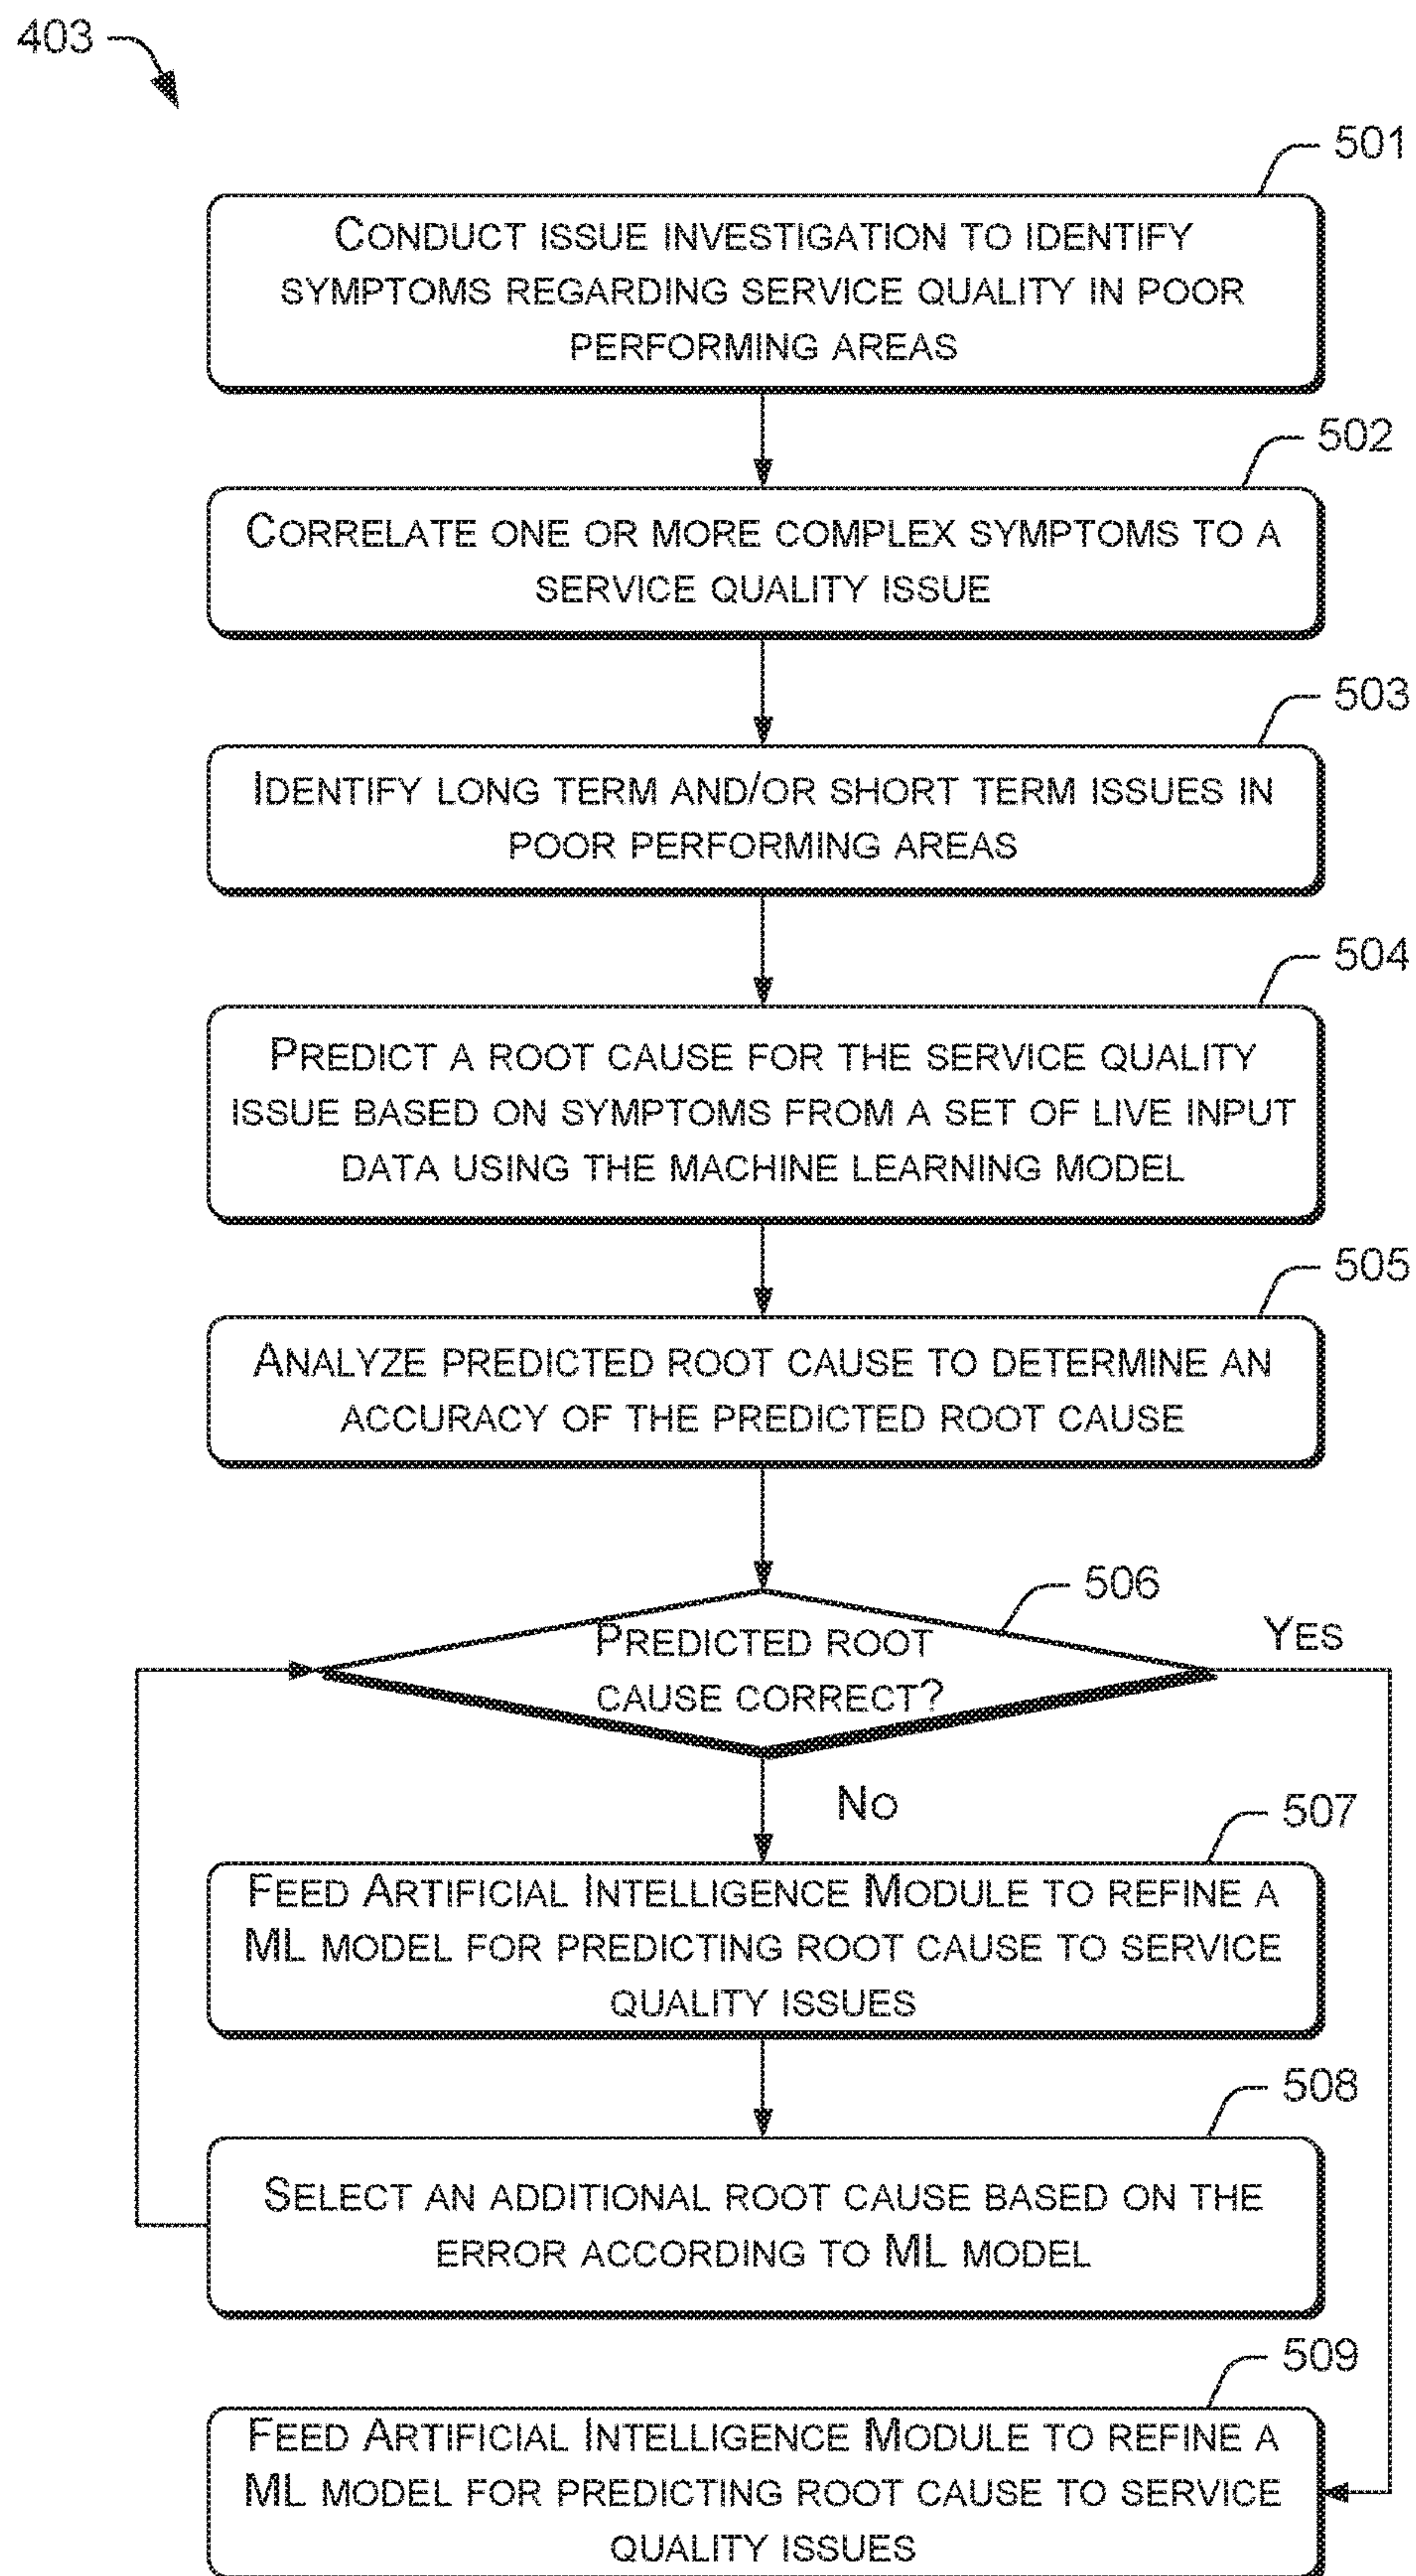 403
501
CONDUCT ISSUE INVESTIGATION TO IDENTIFY
SYMPTOMS REGARDING SERVICE QUALITY IN POOR
PERFORMING AREAS
502
CORRELATE ONE OR MORE COMPLEX SYMPTOMS TO A
SERVICE QUALITY ISSUE
503
IDENTIFY LONG TERM AND/OR SHORT TERM ISSUES IN
POOR PERFORMING AREAS
504
PREDICT A ROOT CAUSE FOR THE SERVICE QUALITY
ISSUE BASED ON SYMPTOMS FROM A SET OF LIVE INPUT
DATA USING THE MACHINE LEARNING MODEL
505
ANALYZE PREDICTED ROOT CAUSE TO DETERMINE AN
ACCURACY OF THE PREDICTED ROOT CAUSE
506
PREDICTED ROOT
CAUSE CORRECT?
YES
NO
507
FEED ARTIFICIAL INTELLIGENCE MODULE TO REFINE A
ML MODEL FOR PREDICTING ROOT CAUSE TO SERVICE
QUALITY ISSUES
508
SELECT AN ADDITIONAL ROOT CAUSE BASED ON THE
ERROR ACCORDING TO ML MODEL
509
FEED ARTIFICIAL INTELLIGENCE MODULE TO REFINE A
ML MODEL FOR PREDICTING ROOT CAUSE TO SERVICE
QUALITY ISSUES